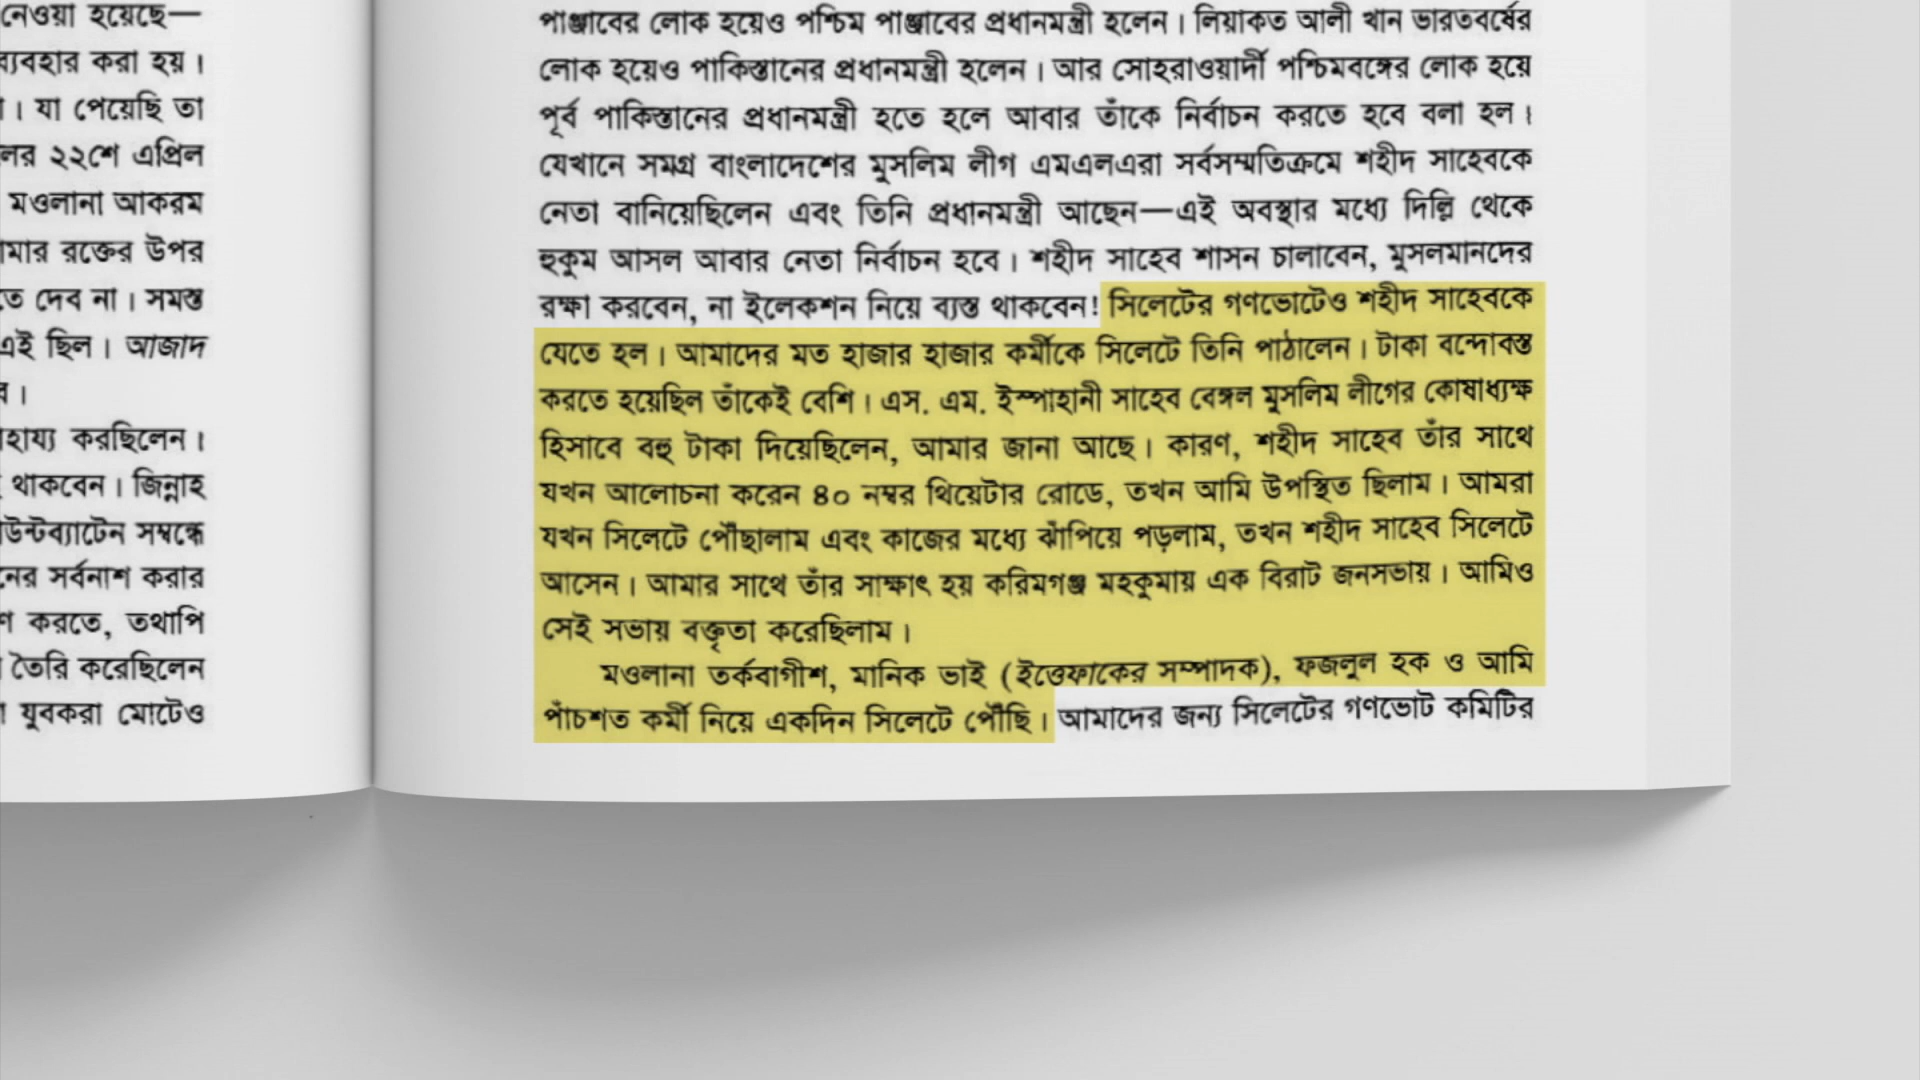 নেওয়া হয়েছে—
ব্যবহার করা হয়।
। যা পেয়েছি তা
২২শে এপ্রিল
মওলানা আকরম
রক্তের উপর
দেব না। সমস্ত
এই ছিল। আজাদ
করছিলেন।
থাকবেন। জিন্নাহ
সম্বন্ধে
সর্বনাশ করার
করতে, তথাপি
তৈরি করেছিলেন
যুবকরা মোটেও
পাঞ্জাবের লোক হয়েও পশ্চিম পাঞ্জাবের প্রধানমন্ত্রী হলেন। লিয়াকত আলী খান ভারতবর্ষের
লোক হয়েও পাকিস্তানের প্রধানমন্ত্রী হলেন। আর সোহরাওয়ার্দী পশ্চিমবঙ্গের লোক হয়ে
পূর্ব পাকিস্তানের প্রধানমন্ত্রী হতে হলে আবার তাঁকে নির্বাচন করতে হবে বলা হল।
যেখানে সমগ্র বাংলাদেশের মুসলিম লীগ এমএলএরা সর্বসম্মতিক্রমে শহীদ সাহেবকে
নেতা বানিয়েছিলেন এবং তিনি প্রধানমন্ত্রী আছেন—এই অবস্থার মধ্যে দিল্লি থেকে
হুকুম আসল আবার নেতা নির্বাচন হবে। শহীদ সাহেব শাসন চালাবেন, মুসলমানদের
রক্ষা করবেন, না ইলেকশন নিয়ে ব্যস্ত থাকবেন! সিলেটের গণভোটেও শহীদ সাহেবকে
যেতে হল। আমাদের মত হাজার হাজার কর্মীকে সিলেটে তিনি পাঠালেন। টাকা বন্দোবস্ত
করতে হয়েছিল তাঁকেই বেশি। এস. এম. ইস্পাহানী সাহেব বেঙ্গল মুসলিম লীগের কোষাধ্যক্ষ
হিসাবে বহু টাকা দিয়েছিলেন, আমার জানা আছে। কারণ, শহীদ সাহেব তাঁর সাথে
যখন আলোচনা করেন ৪০ নম্বর থিয়েটার রোডে, তখন আমি উপস্থিত ছিলাম। আমরা
যখন সিলেটে পৌঁছালাম এবং কাজের মধ্যে ঝাঁপিয়ে পড়লাম, তখন শহীদ সাহেব সিলেটে
আসেন। আমার সাথে তাঁর সাক্ষাৎ হয় করিমগঞ্জ মহকুমায় এক বিরাট জনসভায়। আমিও
সেই সভায় বক্তৃতা করেছিলাম।
মওলানা তর্কবাগীশ, মানিক ভাই (ইত্তেফাকের সম্পাদক), ফজলুল হক ও আমি
পাঁচশত কর্মী নিয়ে একদিন সিলেটে পৌঁছি। আমাদের জন্য সিলেটের গণভোট কমিটির